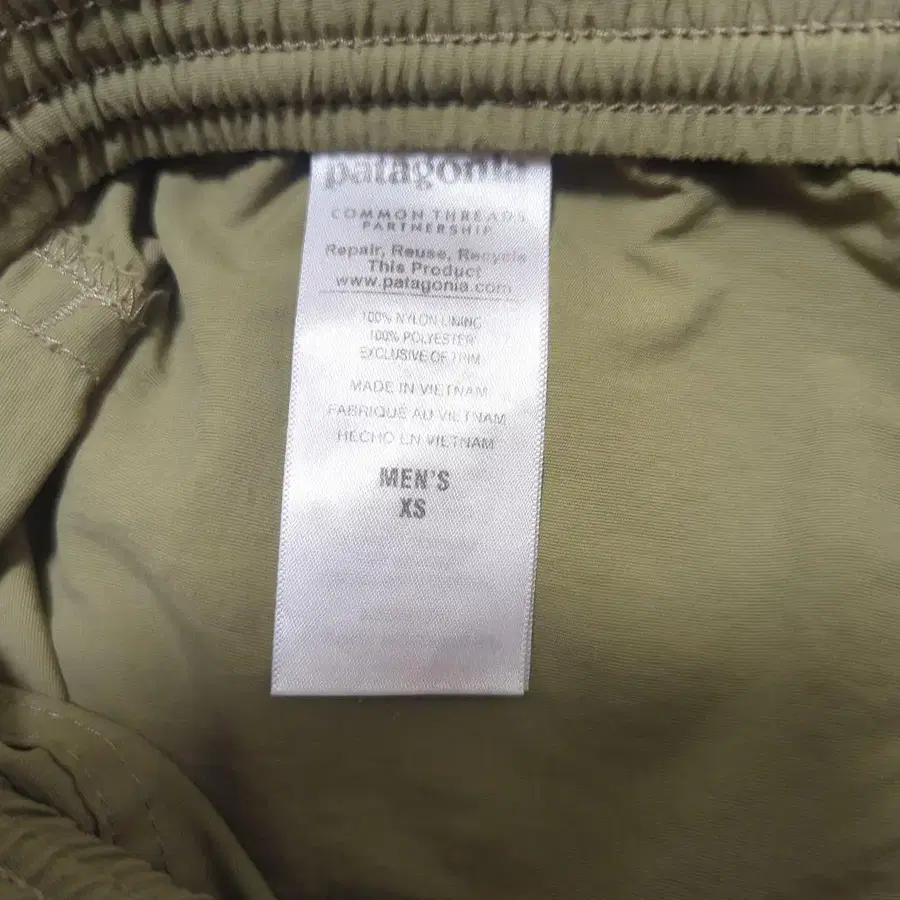 patagonia
COMMON THREADS
PARTNERSHIP
Repair, Reuse, Recycle
This Product
www.patagonia.com
100% NYLON LINING
100% POLYESTER
EXCLUSIVE OF TRIM
MADE IN VIETNAM
FABRIQUÉ AU VIETNAM
HECHO EN VIETNAM
MEN'S
XS